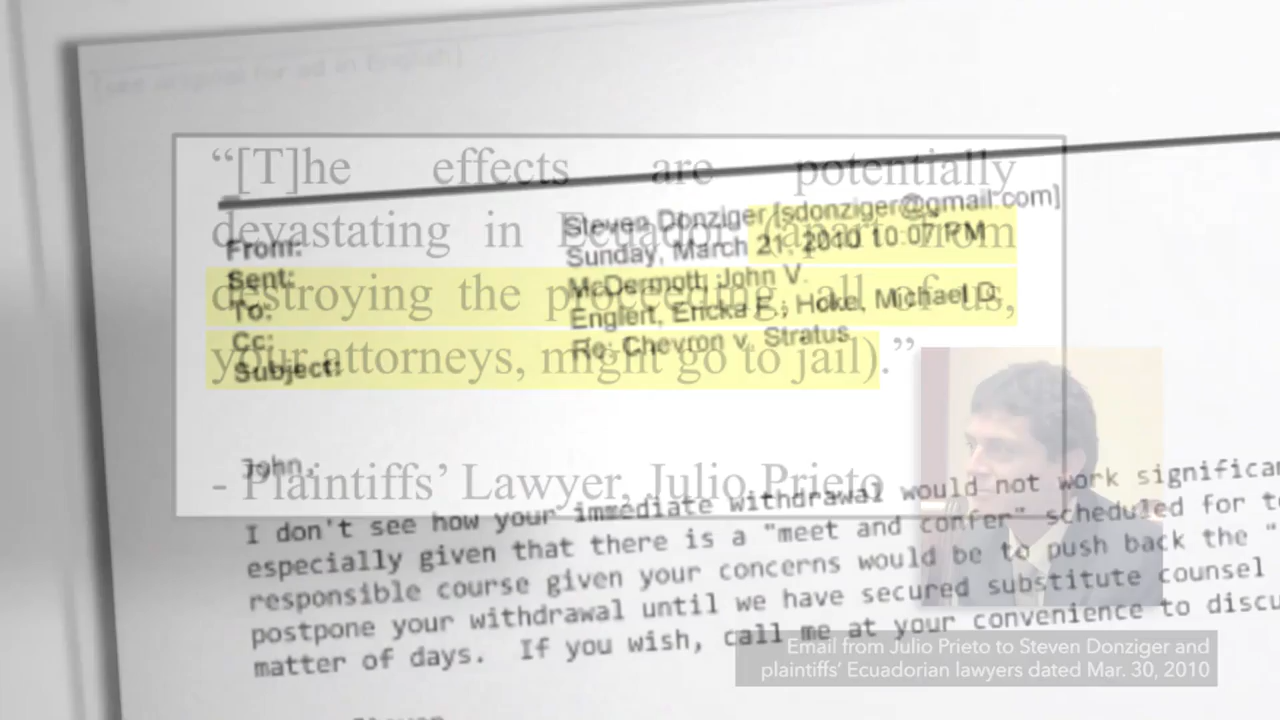 “[T]he effects are potentially
devastating in Ecuador (apart from
destroying the proceeding, all of us,
your attorneys, might go to jail).”
- Plaintiffs’ Lawyer, Julio Prieto
From: Steven Donziger [sdonziger@gmail.com]
Sent: Sunday, March 21, 2010 10:07 PM
To: McDermott, John V.
Cc: Englert, Ericka F.; Hoke, Michael D.
Subject: Re: Chevron v. Stratus
John,
I don't see how your immediate withdrawal would not work
especially given that there is a "meet and confer" scheduled for
responsible course given your concerns would be to push back the "
postpone your withdrawal until we have secured substitute counsel
matter of days. If you wish, call me at your convenience to
Steven
Email from Julio Prieto to Steven Donziger and
plaintiffs’ Ecuadorian lawyers dated Mar. 30, 2010